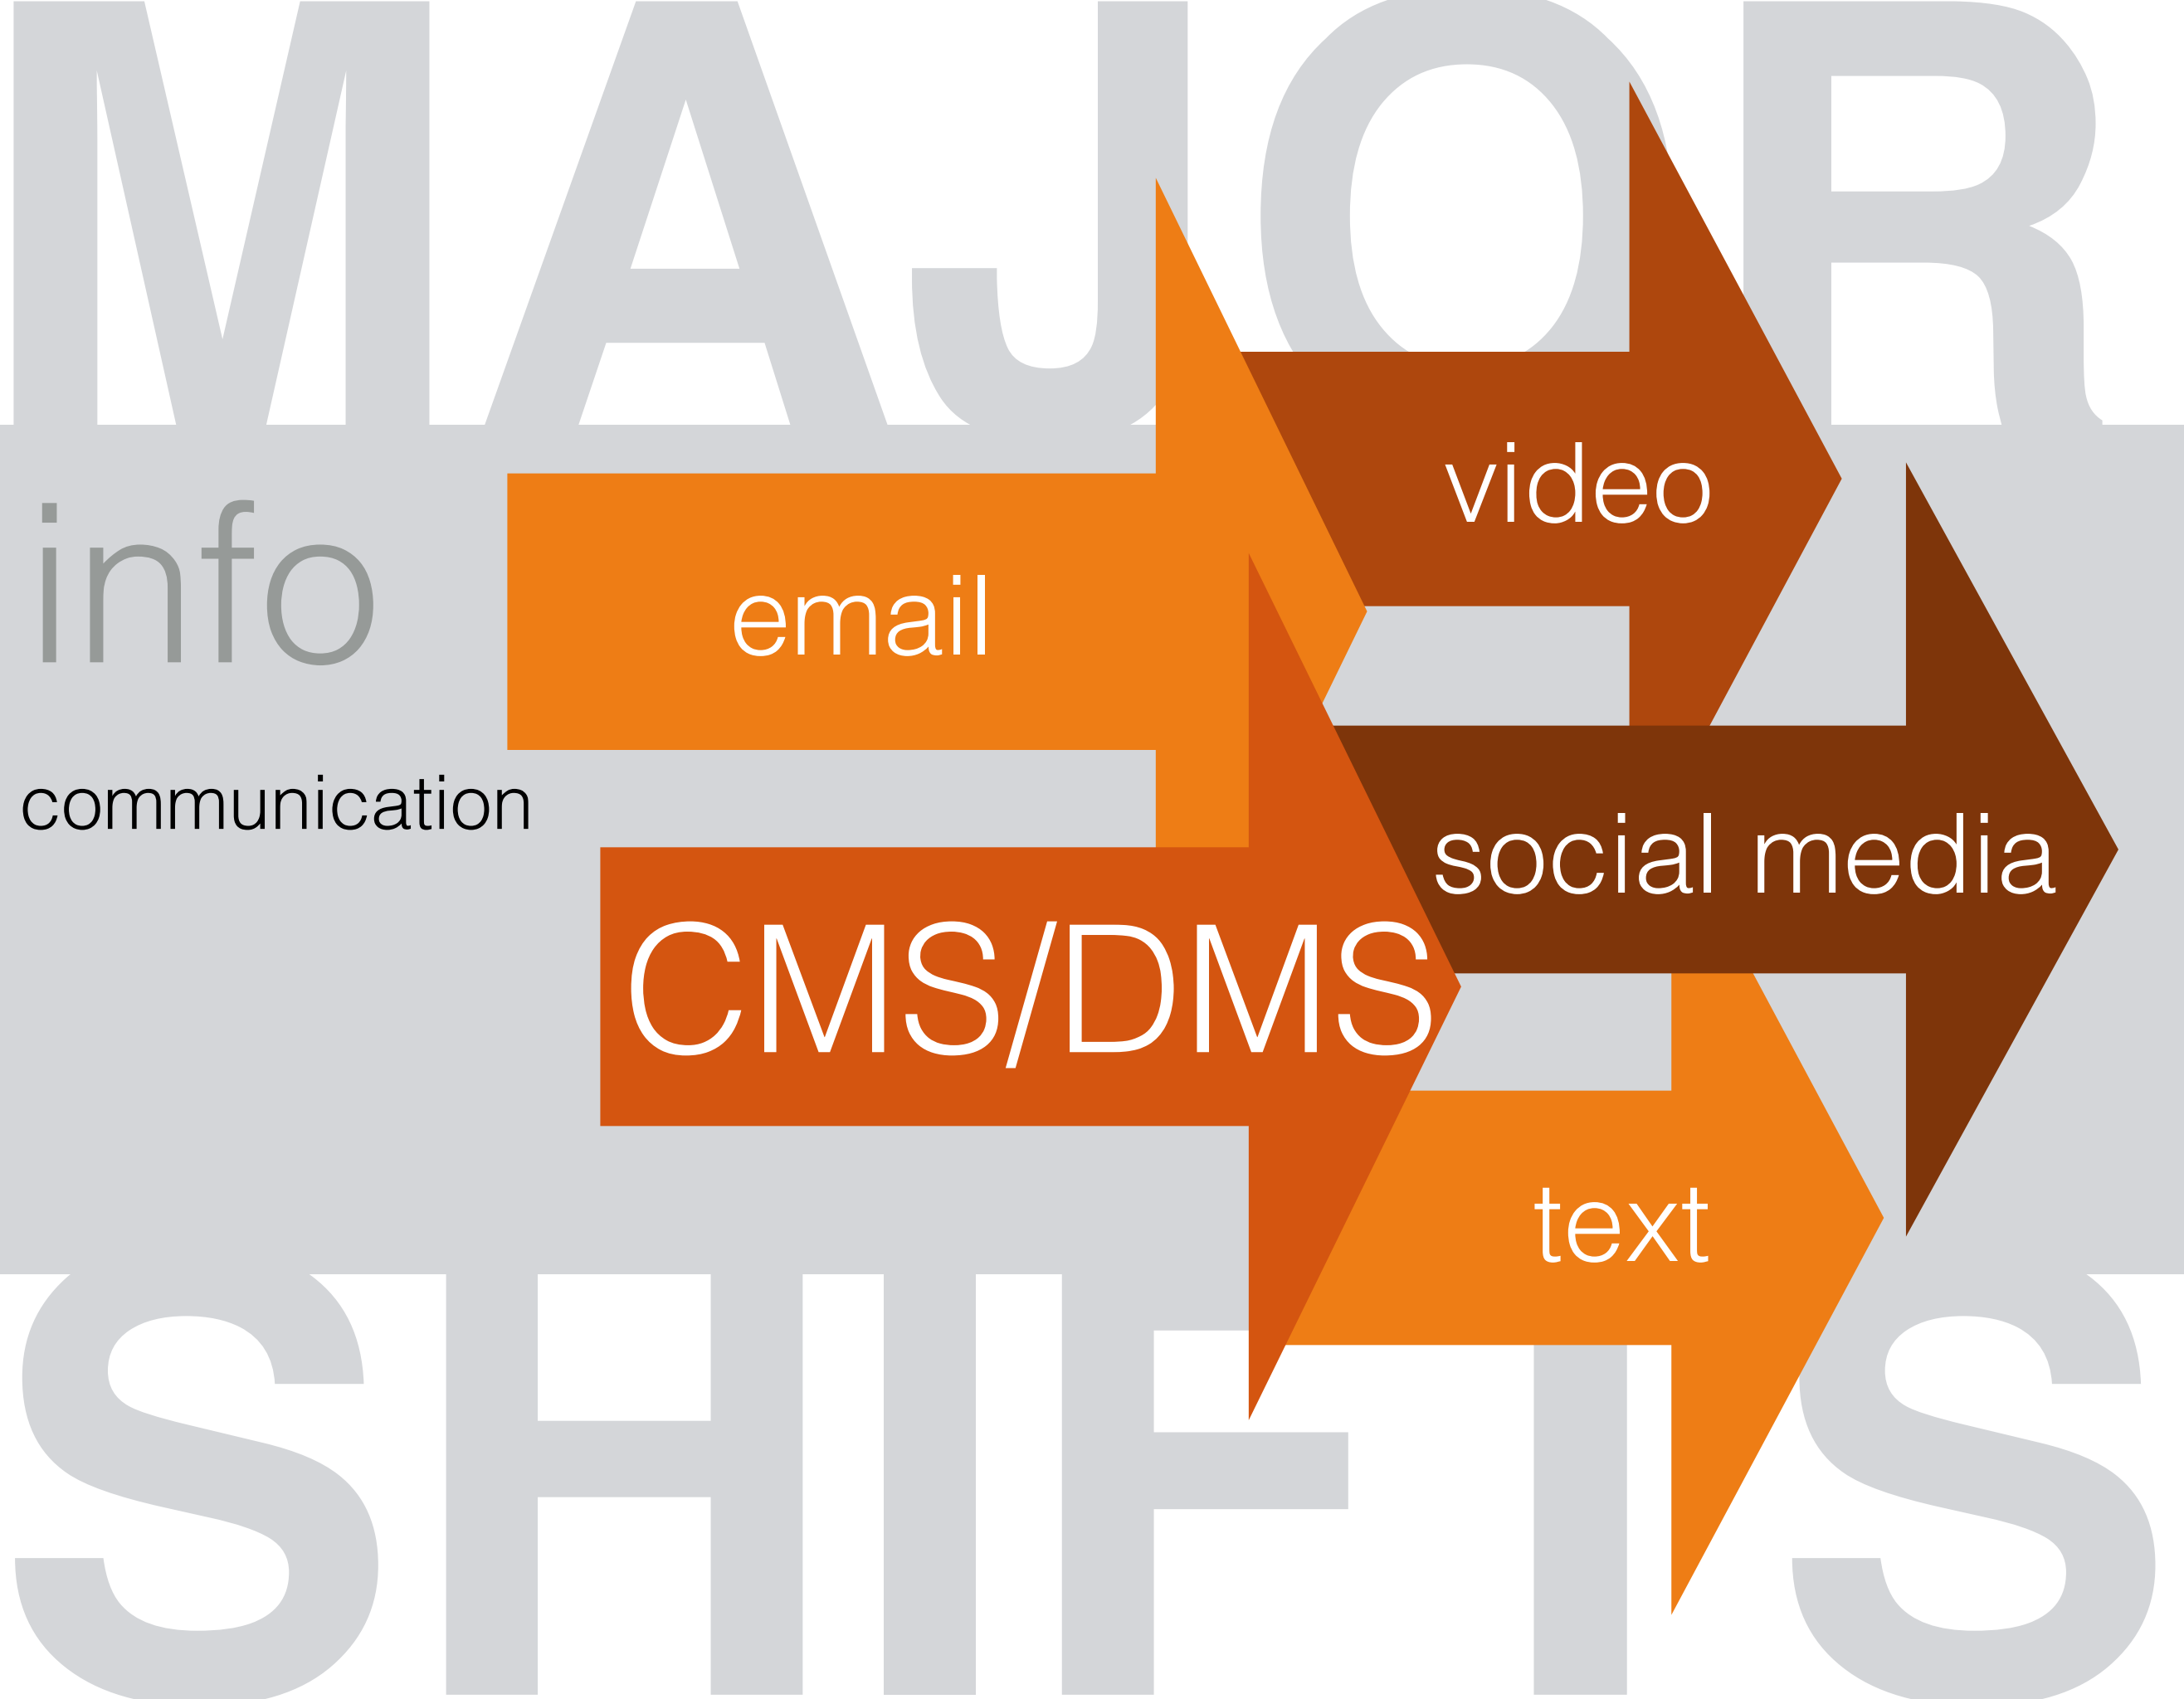 MAJOR
info
video
email
communication
social media
CMS/DMS
text
SHIFTS